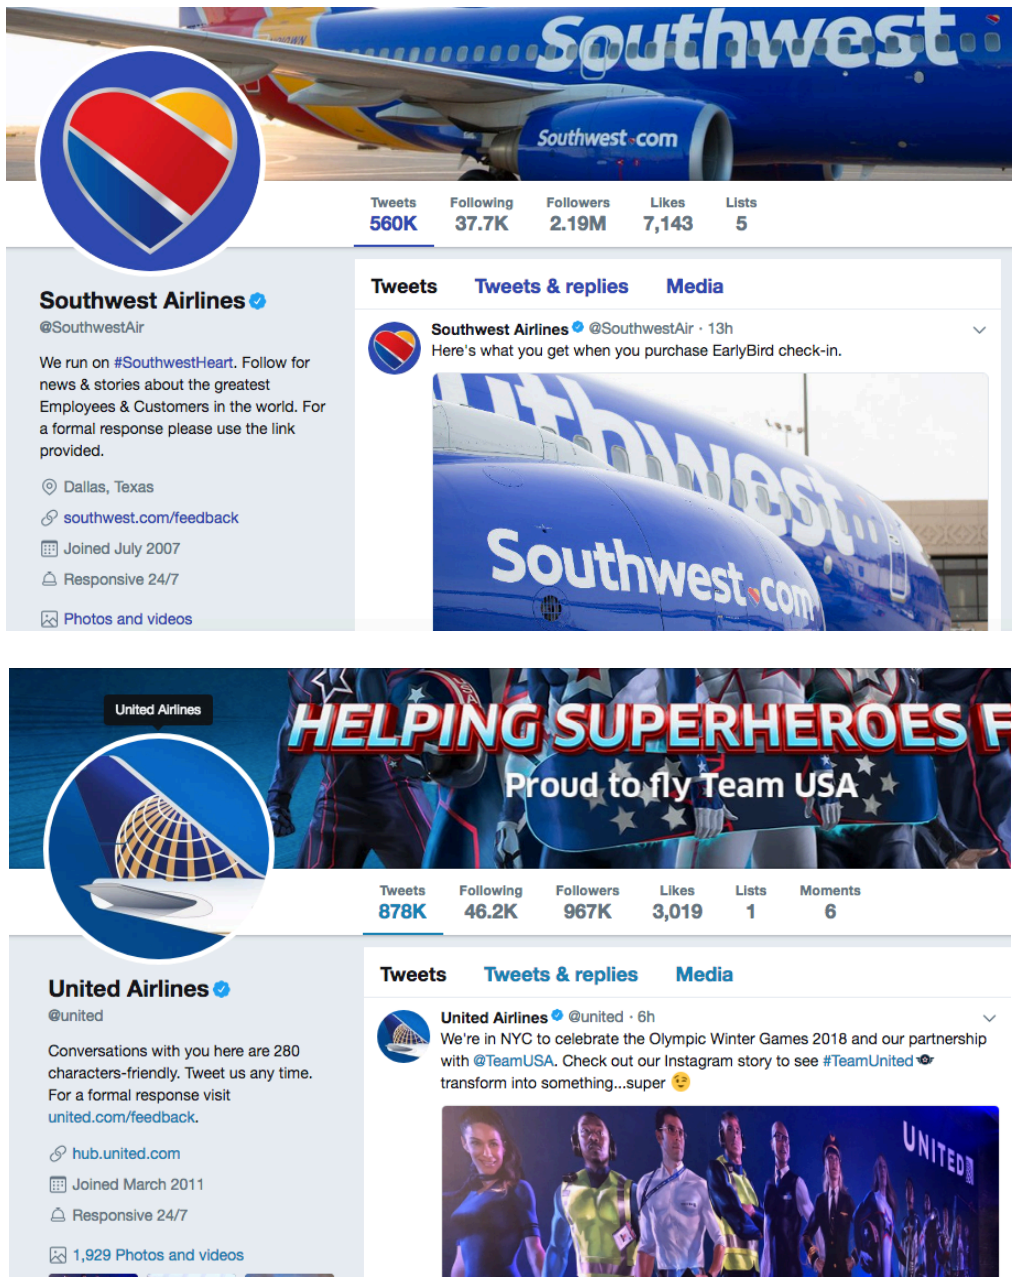 Southwest
Southwest.com
Tweets Following Followers Likes Lists
560K 37.7K 2.19M 7,143 5
Tweets Tweets & replies Media
Southwest Airlines
@SouthwestAir
We run on #SouthwestHeart. Follow for
news & stories about the greatest
Employees & Customers in the world. For
a formal response please use the link
provided.
Dallas, Texas
southwest.com/feedback
Joined July 2007
Responsive 24/7
Photos and videos
Southwest Airlines @SouthwestAir · 13h
Here's what you get when you purchase EarlyBird check-in.
uthwest
Southwest.com
United Airlines
HELPING SUPERHEROES F
Proud to fly Team USA
Tweets Following Followers Likes Lists Moments
878K 46.2K 967K 3,019 1 6
Tweets Tweets & replies Media
United Airlines
@united
Conversations with you here are 280
characters-friendly. Tweet us any time.
For a formal response visit
united.com/feedback.
hub.united.com
Joined March 2011
Responsive 24/7
1,929 Photos and videos
United Airlines @united · 6h
We're in NYC to celebrate the Olympic Winter Games 2018 and our partnership
with @TeamUSA. Check out our Instagram story to see #TeamUnited
transform into something...super 😉
UNITED